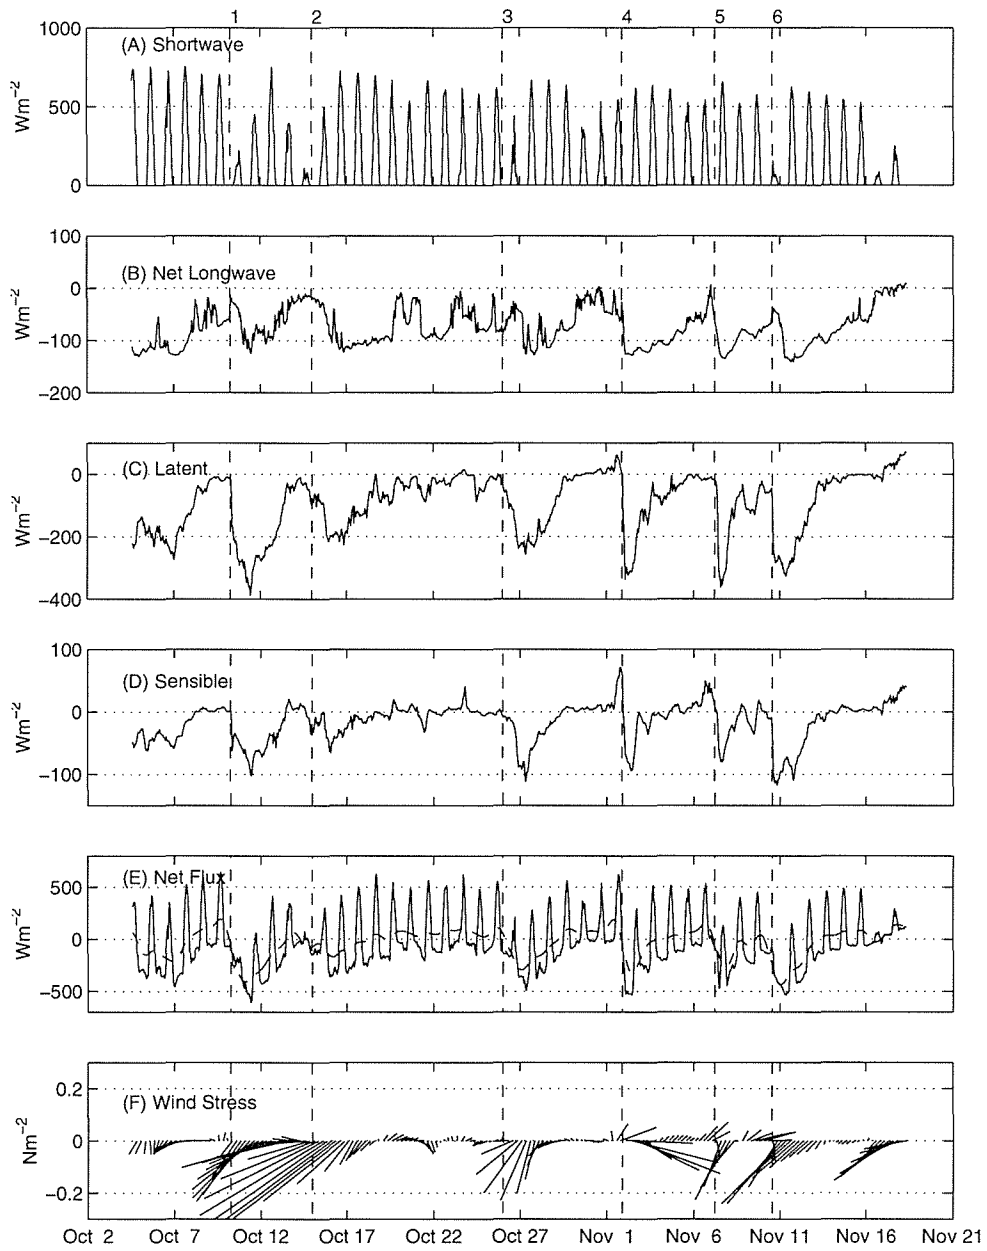 1 2 3 4 5 6
1000
(A) Shortwave
Wm−2
500
0
100
(B) Net Longwave
0
Wm−2
−100
−200
(C) Latent
0
Wm−2
−200
−400
100
(D) Sensible
0
Wm−2
−100
(E) Net Flux
500
Wm−2
0
−500
0.2
(F) Wind Stress
Nm−2
0
−0.2
Oct 2 Oct 7 Oct 12 Oct 17 Oct 22 Oct 27 Nov 1 Nov 6 Nov 11 Nov 16 Nov 21